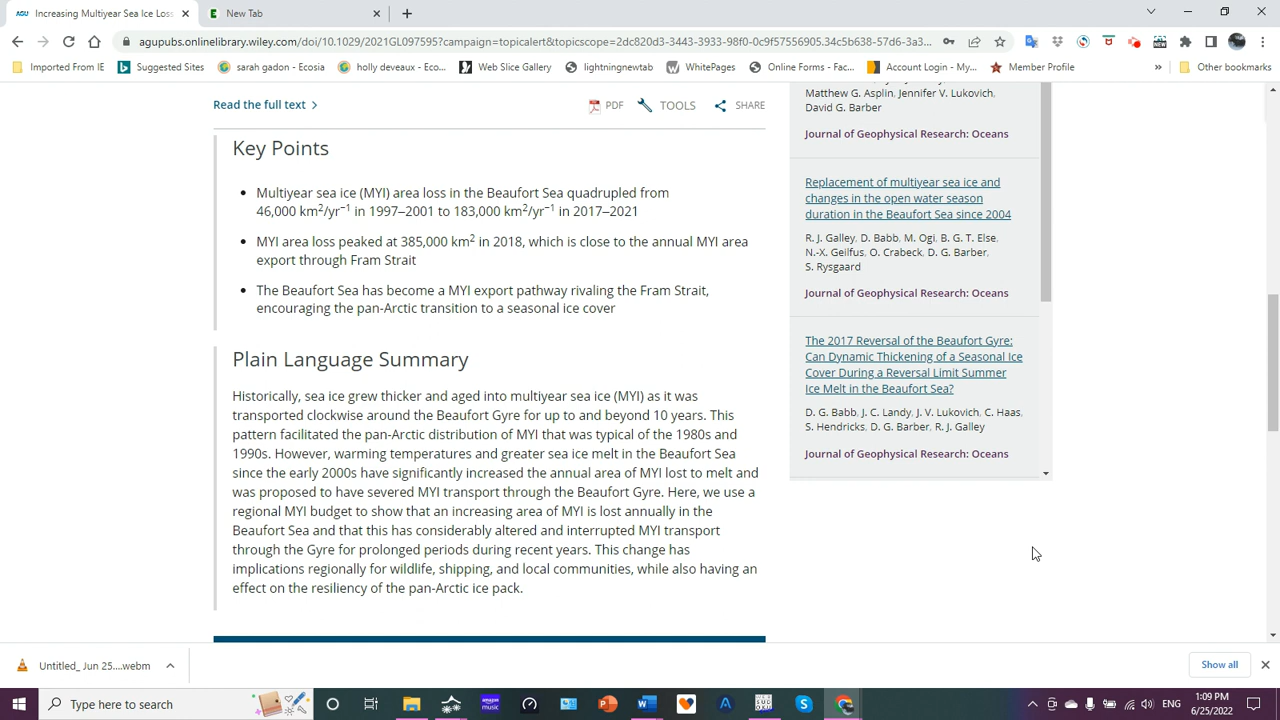 Increasing Multiyear Sea Ice Loss
New Tab
agupubs.onlinelibrary.wiley.com/doi/10.1029/2021GL097595?campaign=topicalert&topicscope=2dc820d3-3443-3933-98f0-0c9f57556905.34c5b638-57d6-3a3...
Imported From IE
Suggested Sites
sarah gadon - Ecosia
holly deveaux - Eco...
Web Slice Gallery
lightningnewtab
WhitePages
Online Forms - Fac...
Account Login - My...
Member Profile
Other bookmarks
Read the full text
PDF
TOOLS
SHARE
Key Points
Multiyear sea ice (MYI) area loss in the Beaufort Sea quadrupled from
46,000 km²/yr⁻¹ in 1997–2001 to 183,000 km²/yr⁻¹ in 2017–2021
MYI area loss peaked at 385,000 km² in 2018, which is close to the annual MYI area
export through Fram Strait
The Beaufort Sea has become a MYI export pathway rivaling the Fram Strait,
encouraging the pan-Arctic transition to a seasonal ice cover
Plain Language Summary
Historically, sea ice grew thicker and aged into multiyear sea ice (MYI) as it was
transported clockwise around the Beaufort Gyre for up to and beyond 10 years. This
pattern facilitated the pan-Arctic distribution of MYI that was typical of the 1980s and
1990s. However, warming temperatures and greater sea ice melt in the Beaufort Sea
since the early 2000s have significantly increased the annual area of MYI lost to melt and
was proposed to have severed MYI transport through the Beaufort Gyre. Here, we use a
regional MYI budget to show that an increasing area of MYI is lost annually in the
Beaufort Sea and that this has considerably altered and interrupted MYI transport
through the Gyre for prolonged periods during recent years. This change has
implications regionally for wildlife, shipping, and local communities, while also having an
effect on the resiliency of the pan-Arctic ice pack.
Matthew G. Asplin, Jennifer V. Lukovich,
David G. Barber
Journal of Geophysical Research: Oceans
Replacement of multiyear sea ice and
changes in the open water season
duration in the Beaufort Sea since 2004
R. J. Galley, D. Babb, M. Ogi, B. G. T. Else,
N.-X. Geilfus, O. Crabeck, D. G. Barber,
S. Rysgaard
Journal of Geophysical Research: Oceans
The 2017 Reversal of the Beaufort Gyre:
Can Dynamic Thickening of a Seasonal Ice
Cover During a Reversal Limit Summer
Ice Melt in the Beaufort Sea?
D. G. Babb, J. C. Landy, J. V. Lukovich, C. Haas,
S. Hendricks, D. G. Barber, R. J. Galley
Journal of Geophysical Research: Oceans
Untitled_ Jun 25....webm
Show all
Type here to search
ENG
1:09 PM
6/25/2022